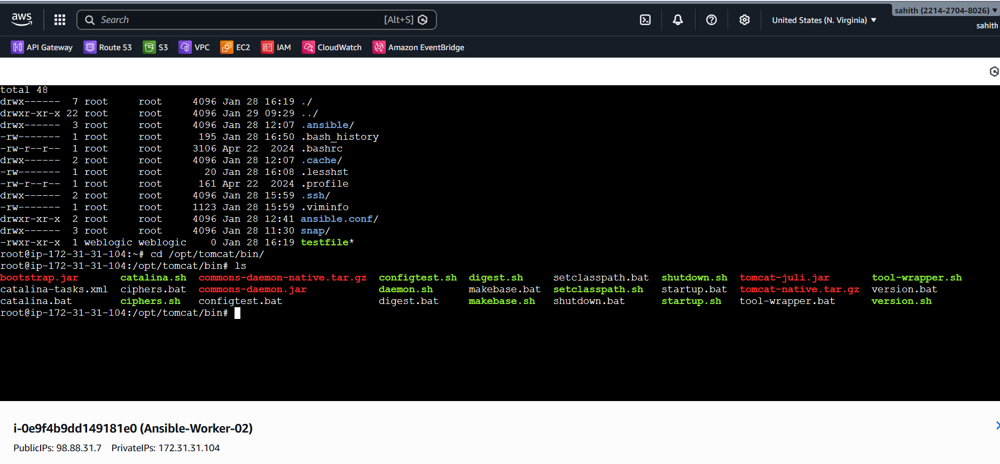 sahith (2214-2704-8026) ▼
aws
Search
[Alt+S]
United States (N. Virginia) ▼
sahith
API Gateway Route 53 S3 VPC EC2 IAM CloudWatch Amazon EventBridge
total 48
drwx------  7 root     root     4096 Jan 28 16:19 ./
drwxr-xr-x 22 root     root     4096 Jan 29 09:29 ../
drwx------  3 root     root     4096 Jan 28 12:07 .ansible/
-rw-------  1 root     root      195 Jan 28 16:50 .bash_history
-rw-r--r--  1 root     root     3106 Apr 22  2024 .bashrc
drwx------  2 root     root     4096 Jan 28 12:07 .cache/
-rw-------  1 root     root       20 Jan 28 16:08 .lesshst
-rw-r--r--  1 root     root      161 Apr 22  2024 .profile
drwx------  2 root     root     4096 Jan 28 15:59 .ssh/
-rw-------  1 root     root     1123 Jan 28 15:59 .viminfo
drwxr-xr-x  2 root     root     4096 Jan 28 12:41 ansible.conf/
drwx------  3 root     root     4096 Jan 28 11:30 snap/
-rwxr-xr-x  1 weblogic weblogic    0 Jan 28 16:19 testfile*
root@ip-172-31-31-104:~# cd /opt/tomcat/bin/
root@ip-172-31-31-104:/opt/tomcat/bin# ls
bootstrap.jar       catalina.sh  commons-daemon-native.tar.gz  configtest.sh  digest.sh    setclasspath.bat  shutdown.sh  tomcat-juli.jar       tool-wrapper.sh
catalina-tasks.xml  ciphers.bat  commons-daemon.jar            daemon.sh      makebase.bat  setclasspath.sh   startup.bat  tomcat-native.tar.gz  version.bat
catalina.bat        ciphers.sh   configtest.bat                digest.bat     makebase.sh   shutdown.bat      startup.sh   tool-wrapper.bat      version.sh
root@ip-172-31-31-104:/opt/tomcat/bin#
i-0e9f4b9dd149181e0 (Ansible-Worker-02)
PublicIPs: 98.88.31.7 PrivateIPs: 172.31.31.104